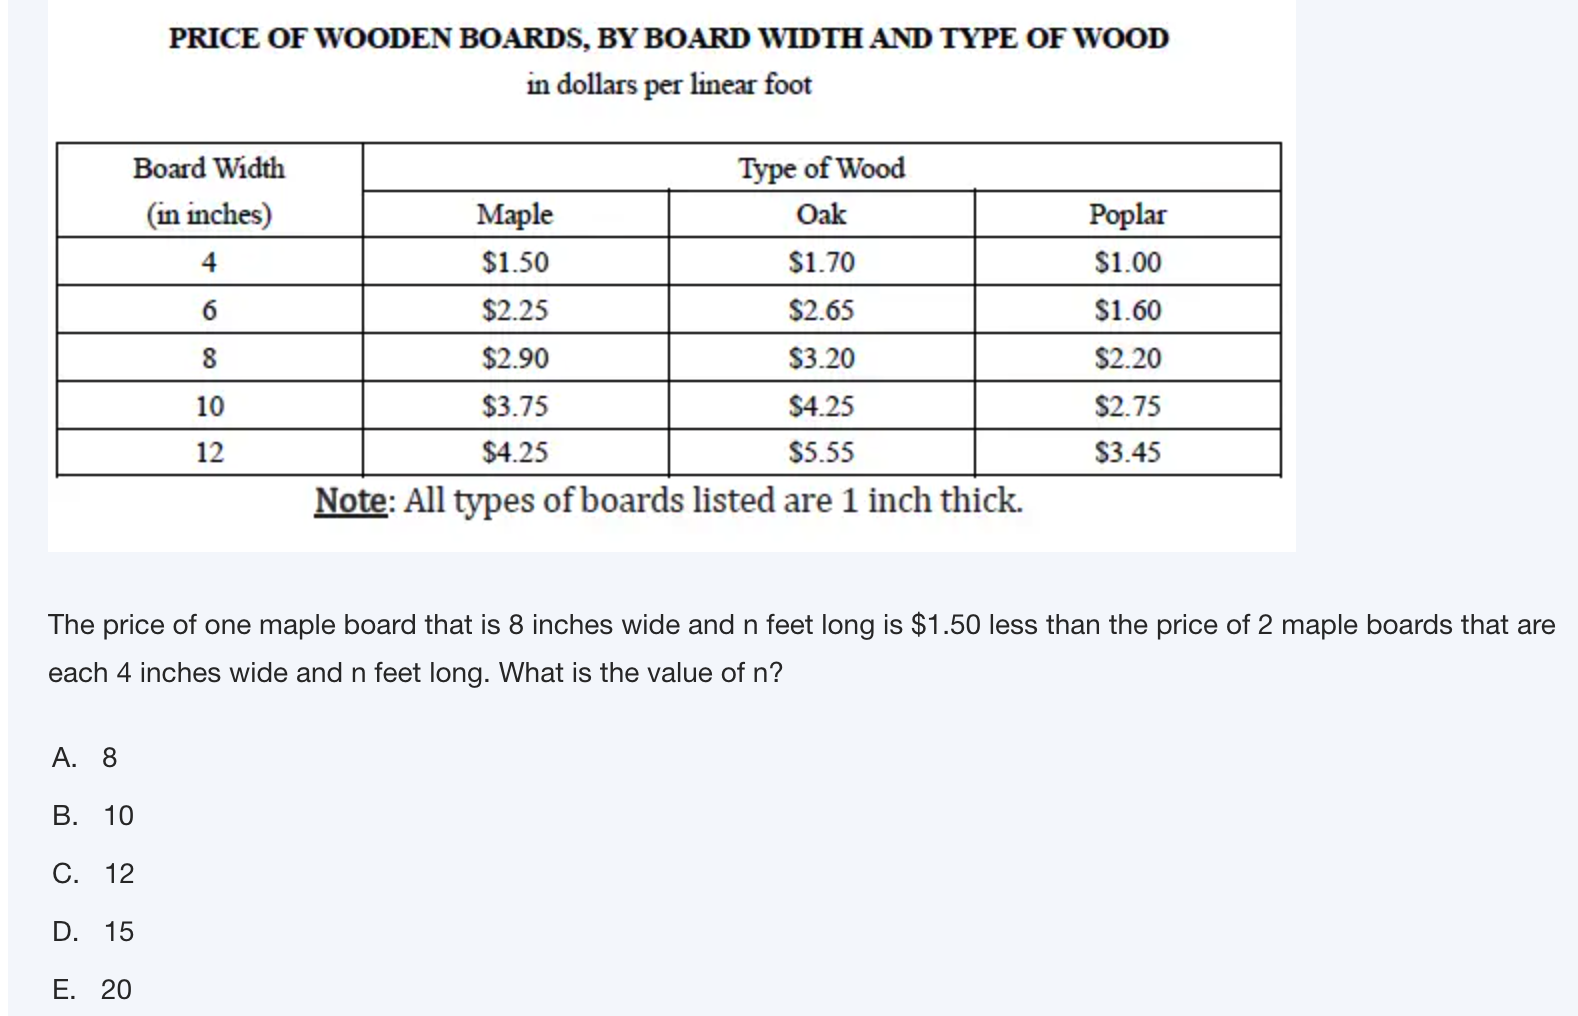 PRICE OF WOODEN BOARDS, BY BOARD WIDTH AND TYPE OF WOOD
in dollars per linear foot
Board Width Type of Wood
(in inches) Maple Oak Poplar
4 $1.50 $1.70 $1.00
6 $2.25 $2.65 $1.60
8 $2.90 $3.20 $2.20
10 $3.75 $4.25 $2.75
12 $4.25 $5.55 $3.45
Note: All types of boards listed are 1 inch thick.
The price of one maple board that is 8 inches wide and n feet long is $1.50 less than the price of 2 maple boards that are
each 4 inches wide and n feet long. What is the value of n?
A. 8
B. 10
C. 12
D. 15
E. 20